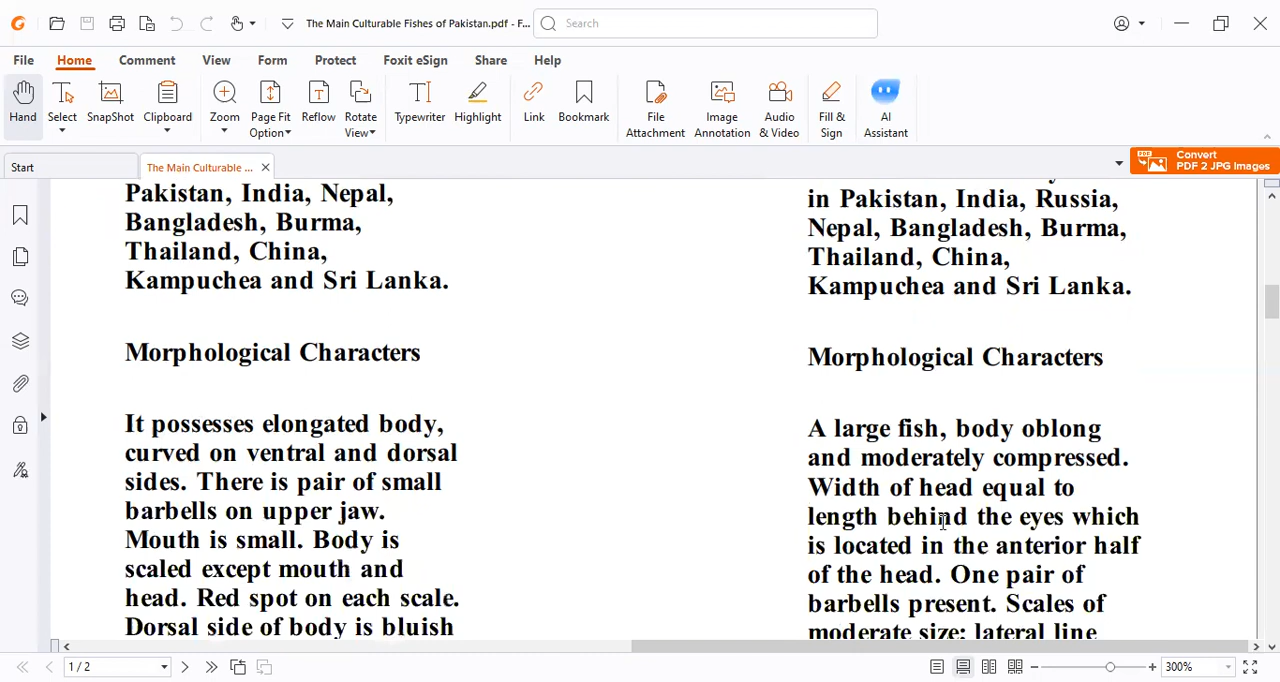 The Main Culturable Fishes of Pakistan.pdf - F...
Search
File
Home
Comment
View
Form
Protect
Foxit eSign
Share
Help
Hand
Select
SnapShot
Clipboard
Zoom
Page Fit
Option
Reflow
Rotate
View
Typewriter
Highlight
Link
Bookmark
File
Attachment
Image
Annotation
Audio
& Video
Fill &
Sign
AI
Assistant
Start
The Main Culturable ...
Convert
PDF 2 JPG Images
Pakistan, India, Nepal,
Bangladesh, Burma,
Thailand, China,
Kampuchea and Sri Lanka.
Morphological Characters
It possesses elongated body,
curved on ventral and dorsal
sides. There is pair of small
barbells on upper jaw.
Mouth is small. Body is
scaled except mouth and
head. Red spot on each scale.
Dorsal side of body is bluish
in Pakistan, India, Russia,
Nepal, Bangladesh, Burma,
Thailand, China,
Kampuchea and Sri Lanka.
Morphological Characters
A large fish, body oblong
and moderately compressed.
Width of head equal to
length behind the eyes which
is located in the anterior half
of the head. One pair of
barbells present. Scales of
moderate size; lateral line
1 / 2
300%